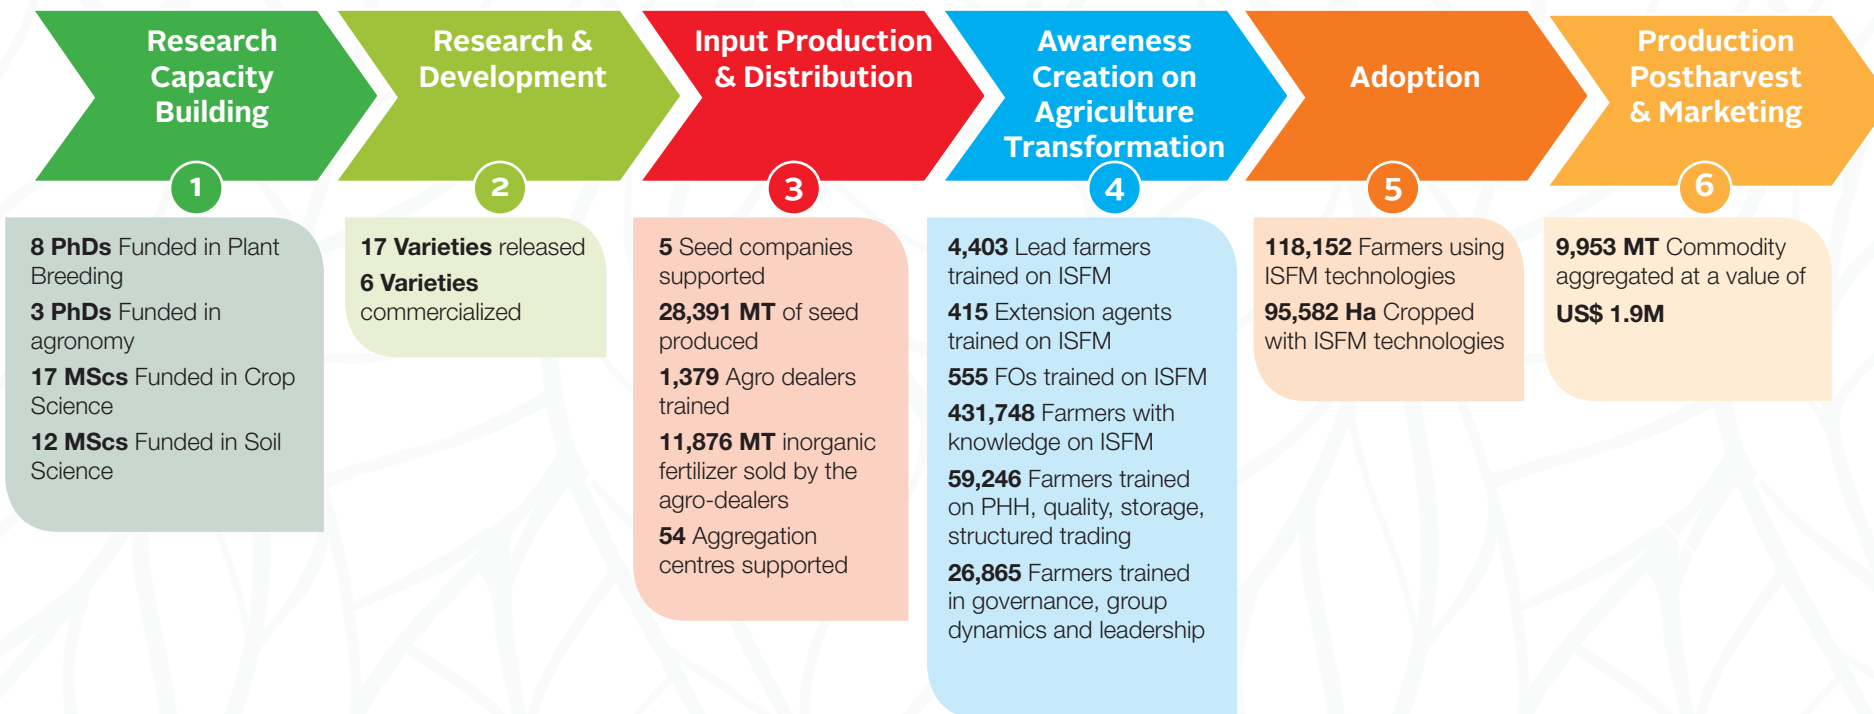 Research
Capacity
Building
1
8 PhDs Funded in Plant
Breeding
3 PhDs Funded in
agronomy
17 MScs Funded in Crop
Science
12 MScs Funded in Soil
Science
Research &
Development
2
17 Varieties released
6 Varieties
commercialized
Input Production
& Distribution
3
5 Seed companies
supported
28,391 MT of seed
produced
1,379 Agro dealers
trained
11,876 MT inorganic
fertilizer sold by the
agro-dealers
54 Aggregation
centres supported
Awareness
Creation on
Agriculture
Transformation
4
4,403 Lead farmers
trained on ISFM
415 Extension agents
trained on ISFM
555 FOs trained on ISFM
431,748 Farmers with
knowledge on ISFM
59,246 Farmers trained
on PHH, quality, storage,
structured trading
26,865 Farmers trained
in governance, group
dynamics and leadership
Adoption
5
118,152 Farmers using
ISFM technologies
95,582 Ha Cropped
with ISFM technologies
Production
Postharvest
& Marketing
6
9,953 MT Commodity
aggregated at a value of
US$ 1.9M